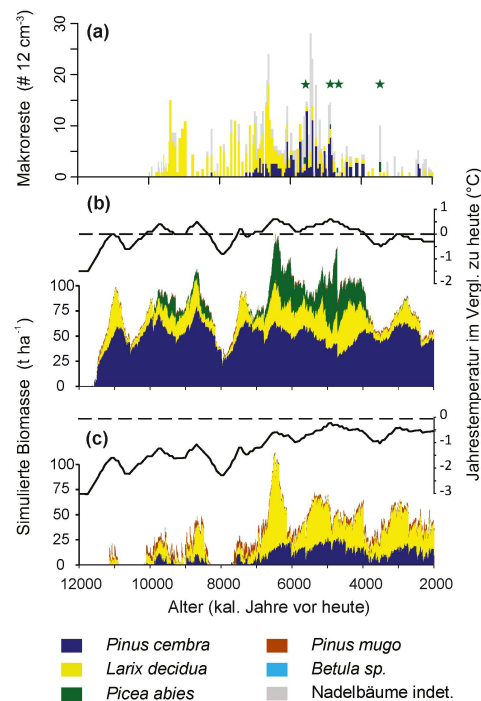 (a)
Makroreste (# 12 cm-3)
30
20
10
0
(b)
Jahrestemperatur im Vergl. zu heute (°C)
1
0
-1
-2
Simulierte Biomasse (t ha-1)
100
75
50
25
0
(c)
0
-1
-2
-3
100
75
50
25
0
12000 10000 8000 6000 4000 2000
Alter (kal. Jahre vor heute)
Pinus cembra
Larix decidua
Picea abies
Pinus mugo
Betula sp.
Nadelbäume indet.